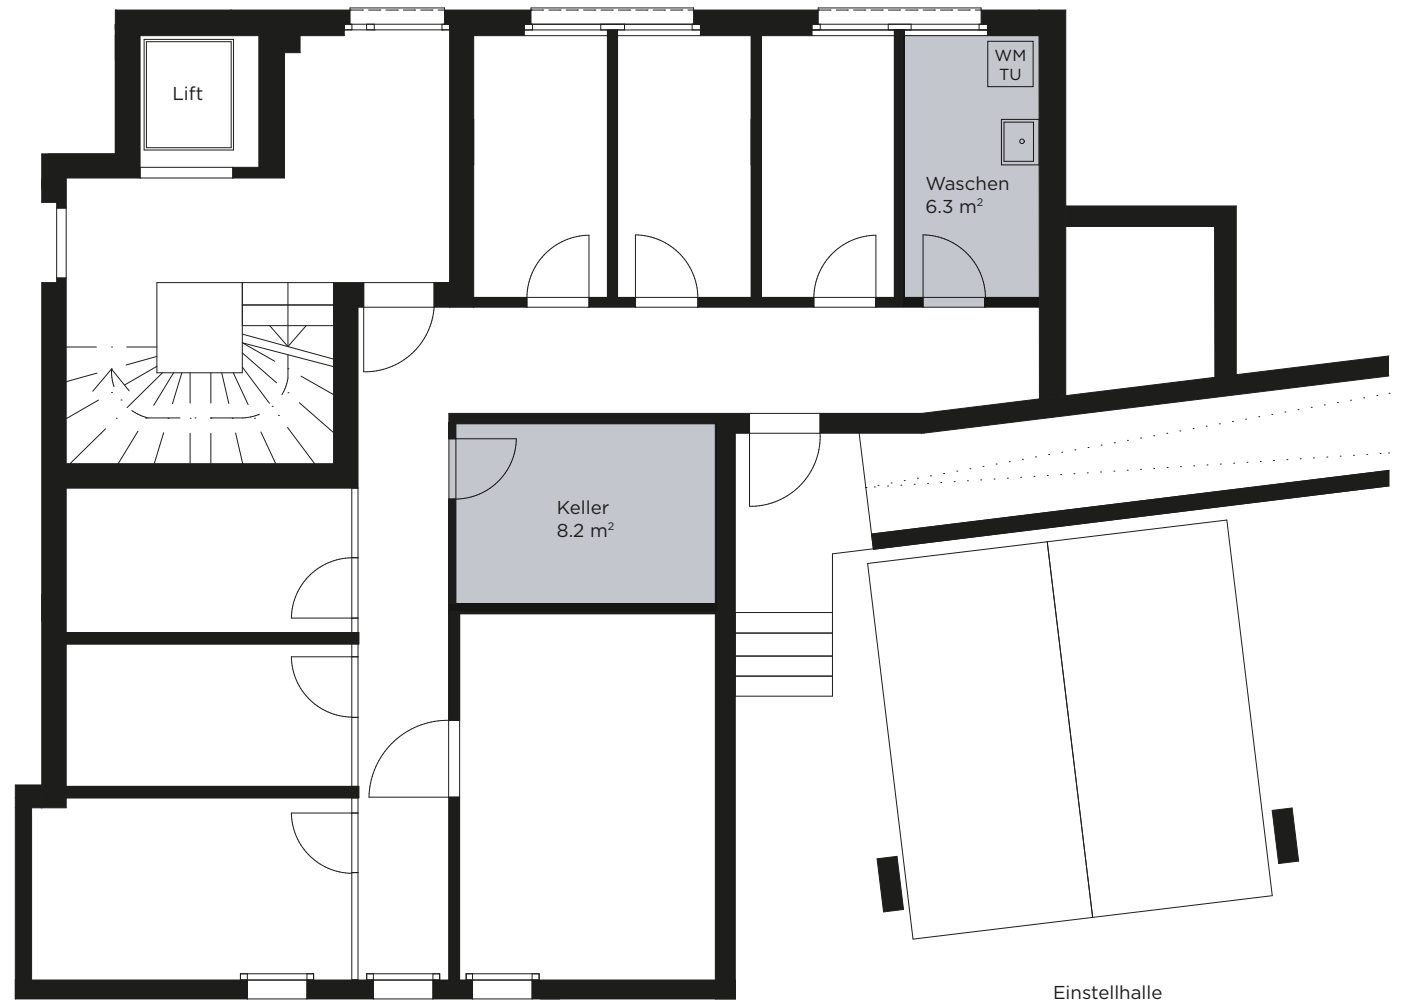 WM
TU
Lift
Waschen
6.3 m²
Keller
8.2 m²
Einstellhalle